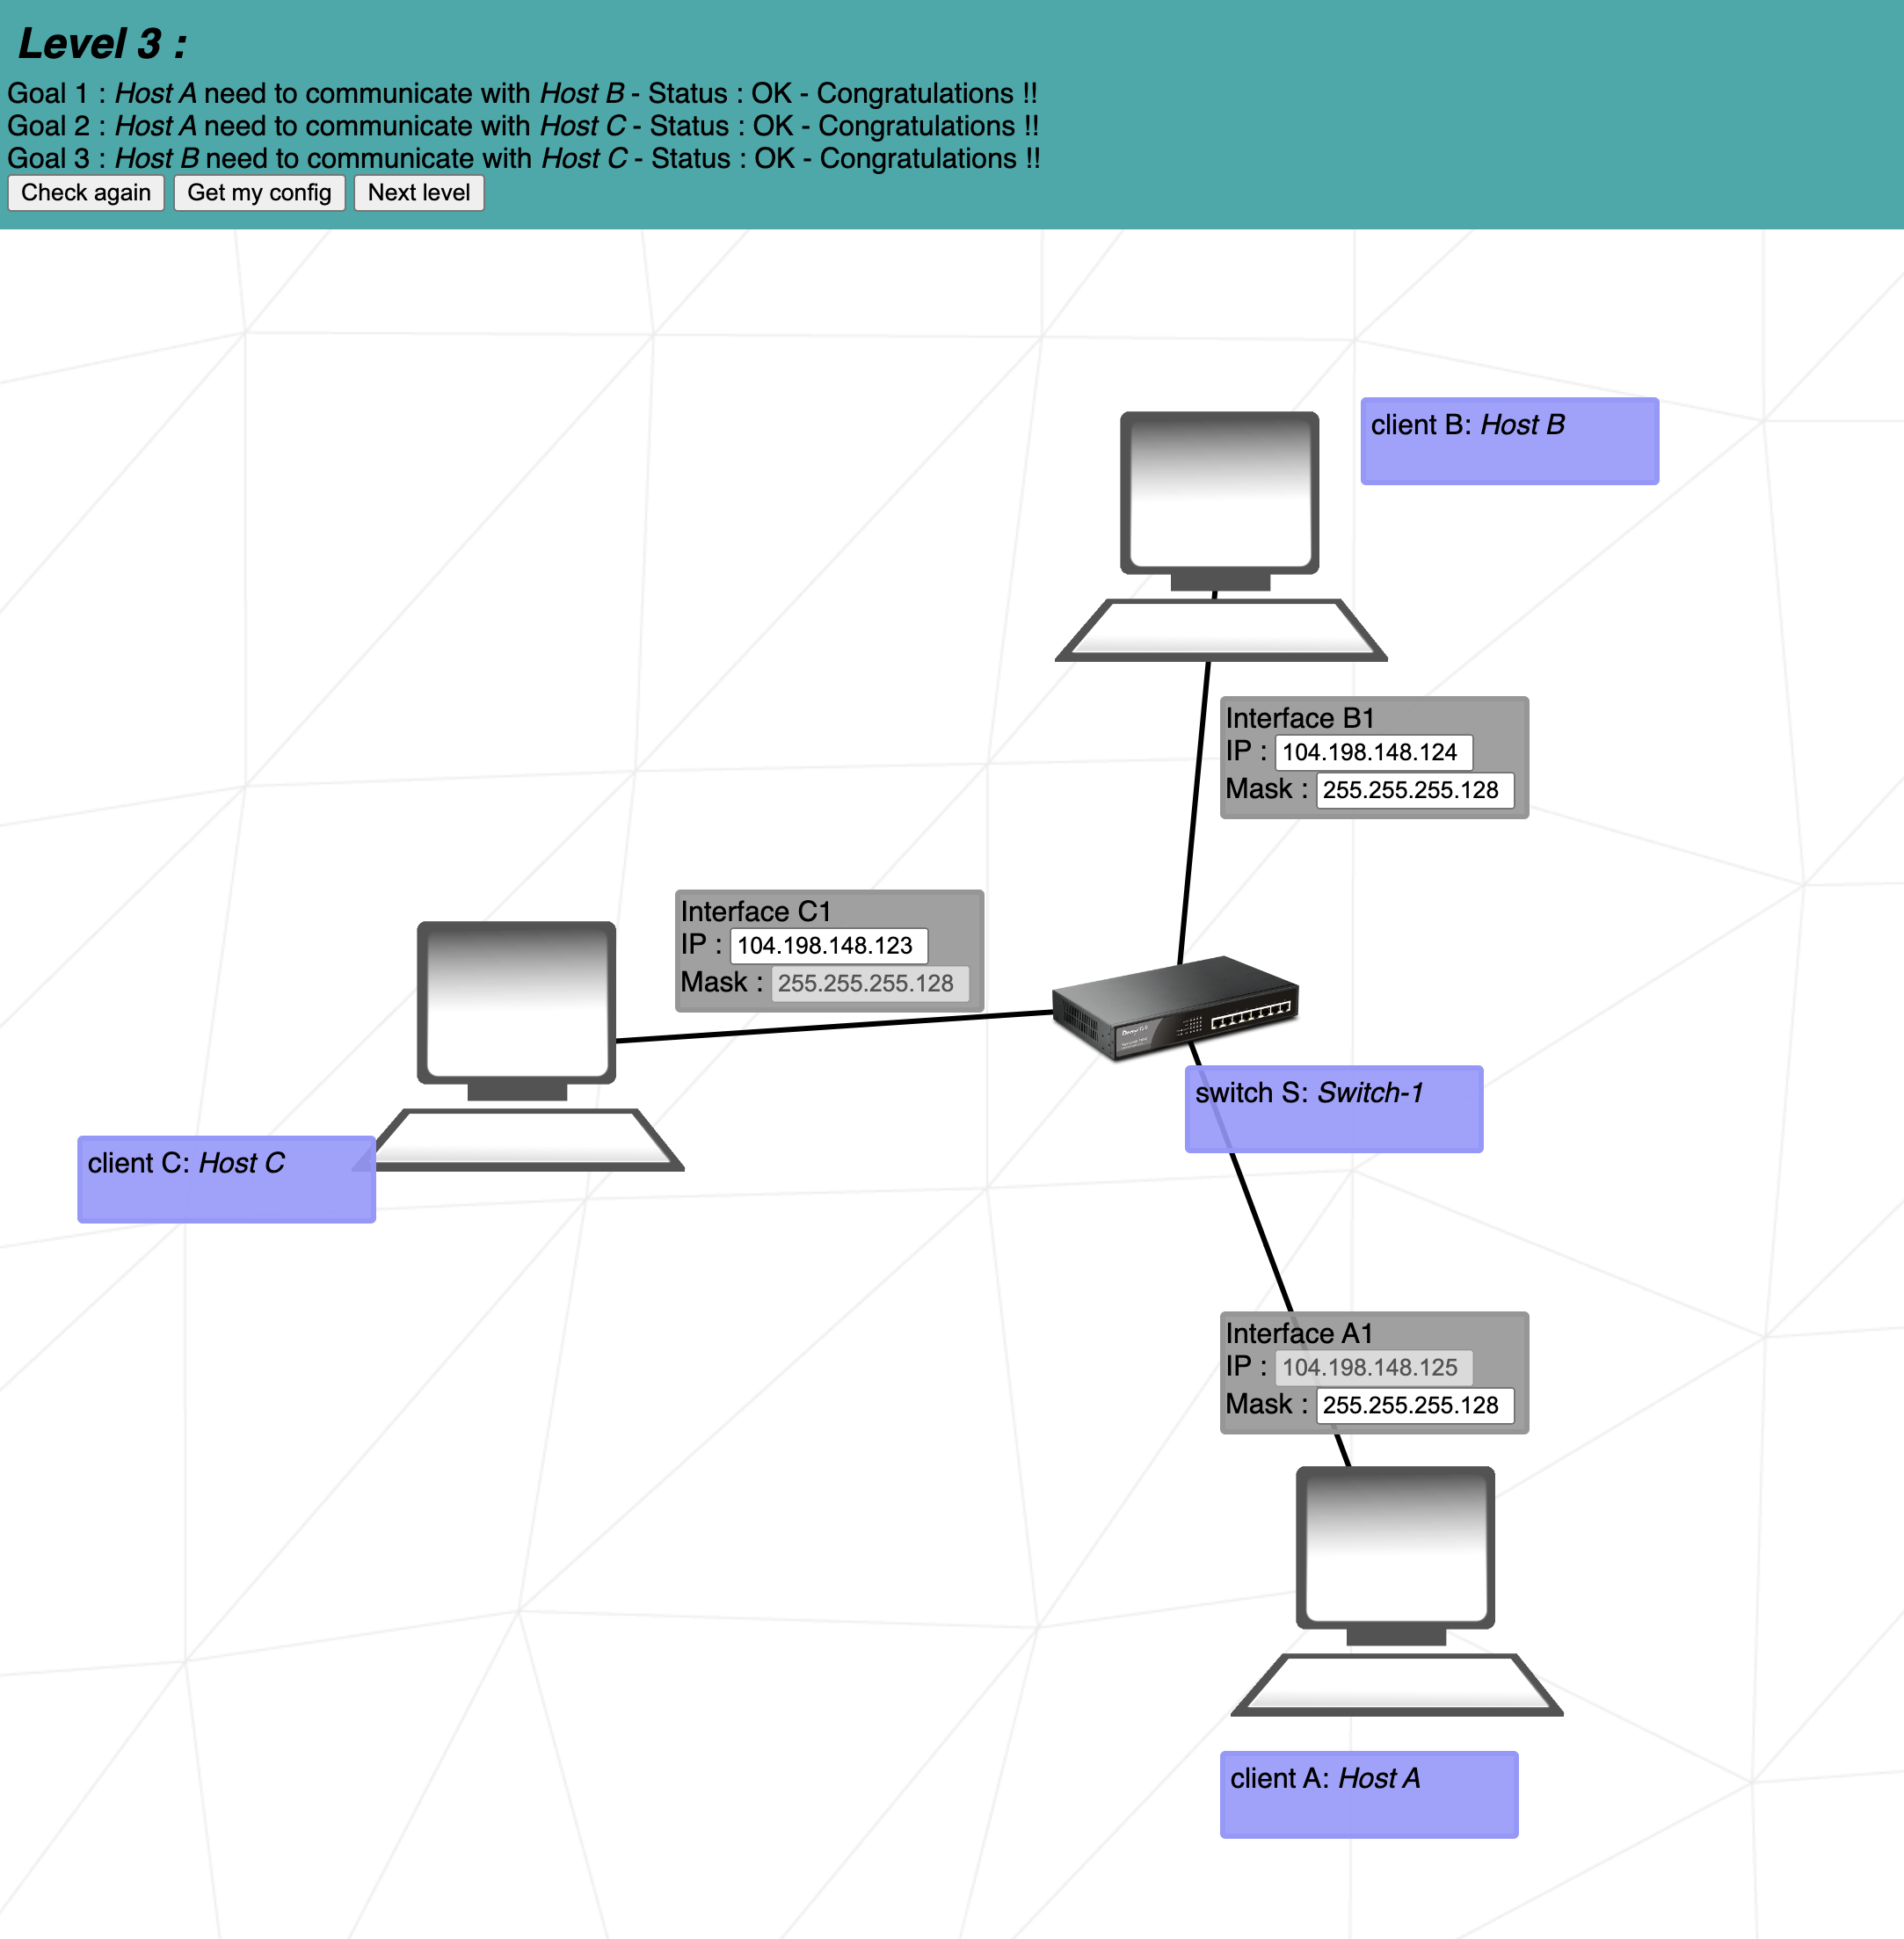 Level 3 :
Goal 1 : Host A need to communicate with Host B - Status : OK - Congratulations !!
Goal 2 : Host A need to communicate with Host C - Status : OK - Congratulations !!
Goal 3 : Host B need to communicate with Host C - Status : OK - Congratulations !!
Check again Get my config Next level
client B: Host B
Interface B1
IP : 104.198.148.124
Mask : 255.255.255.128
Interface C1
IP : 104.198.148.123
Mask : 255.255.255.128
switch S: Switch-1
client C: Host C
Interface A1
IP : 104.198.148.125
Mask : 255.255.255.128
client A: Host A